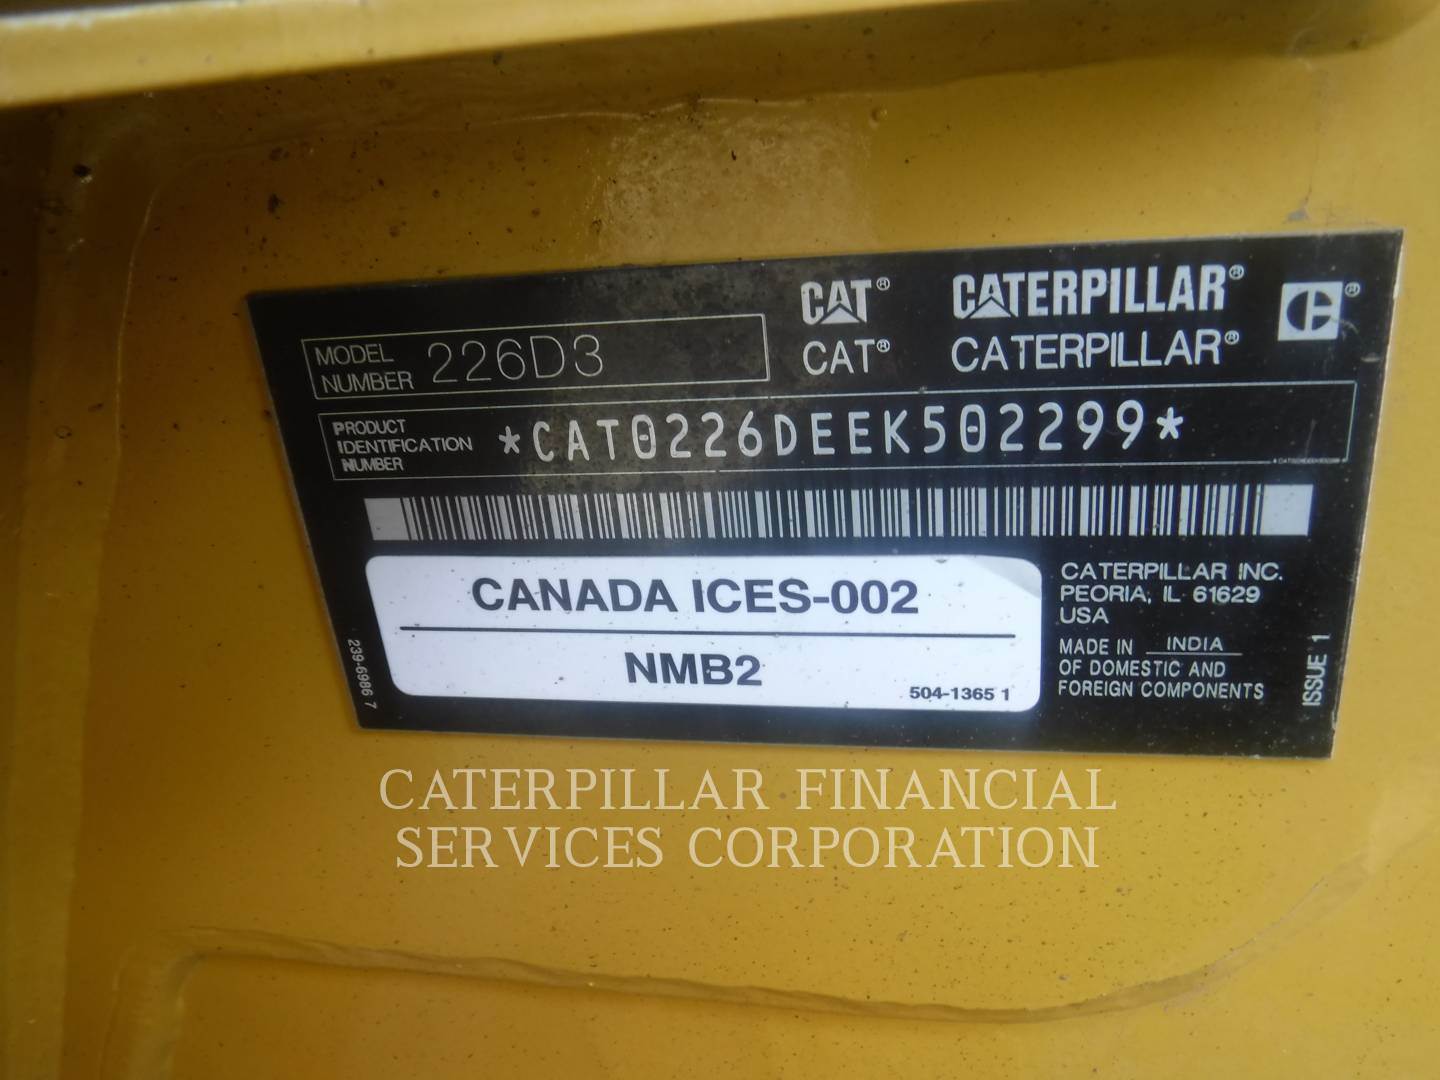 CAT® CATERPILLAR® C®
CAT® CATERPILLAR®
MODEL NUMBER 226D3
PRODUCT IDENTIFICATION NUMBER *CAT0226DEEK502299*
CANADA ICES-002
NMB2
504-1365 1
239-6986 7
CATERPILLAR INC.
PEORIA, IL 61629
USA
MADE IN INDIA
OF DOMESTIC AND
FOREIGN COMPONENTS
ISSUE 1
CATERPILLAR FINANCIAL
SERVICES CORPORATION